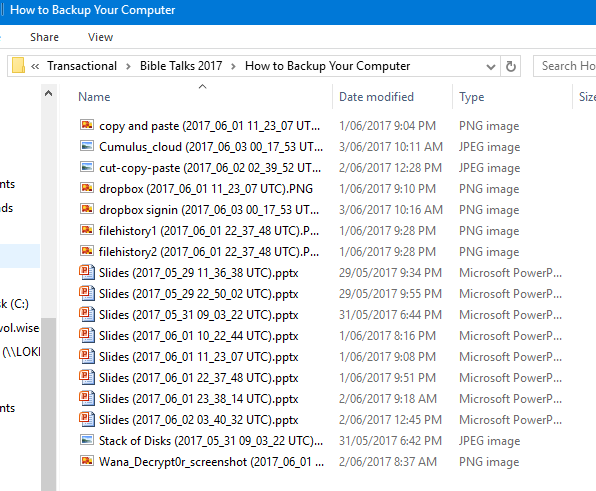 How to Backup Your Computer
Share View
« Transactional > Bible Talks 2017 > How to Backup Your Computer Search Ho
Name Date modified Type Size
copy and paste (2017_06_01 11_23_07 UT... 1/06/2017 9:04 PM PNG image
Cumulus_cloud (2017_06_03 00_17_53 UT... 3/06/2017 10:11 AM JPEG image
cut-copy-paste (2017_06_02 02_39_52 UT... 2/06/2017 12:28 PM JPEG image
dropbox (2017_06_01 11_23_07 UTC).PNG 1/06/2017 9:10 PM PNG image
dropbox signin (2017_06_03 00_17_53 UT... 3/06/2017 10:16 AM PNG image
nts filehistory1 (2017_06_01 22_37_48 UTC).P... 1/06/2017 9:28 PM PNG image
ds filehistory2 (2017_06_01 22_37_48 UTC).P... 1/06/2017 9:28 PM PNG image
Slides (2017_05_29 11_36_38 UTC).pptx 29/05/2017 9:34 PM Microsoft PowerP...
Slides (2017_05_29 22_50_02 UTC).pptx 29/05/2017 9:55 PM Microsoft PowerP...
k (C:) Slides (2017_05_31 09_03_22 UTC).pptx 31/05/2017 6:44 PM Microsoft PowerP...
vol.wise Slides (2017_06_01 10_22_44 UTC).pptx 1/06/2017 8:16 PM Microsoft PowerP...
(\\LOKI Slides (2017_06_01 11_23_07 UTC).pptx 1/06/2017 9:08 PM Microsoft PowerP...
Slides (2017_06_01 22_37_48 UTC).pptx 1/06/2017 9:51 PM Microsoft PowerP...
nts Slides (2017_06_01 23_38_14 UTC).pptx 2/06/2017 9:18 AM Microsoft PowerP...
Slides (2017_06_02 03_40_32 UTC).pptx 2/06/2017 12:45 PM Microsoft PowerP...
Stack of Disks (2017_05_31 09_03_22 UTC)... 31/05/2017 6:42 PM JPEG image
Wana_Decrypt0r_screenshot (2017_06_01 ... 2/06/2017 8:37 AM PNG image